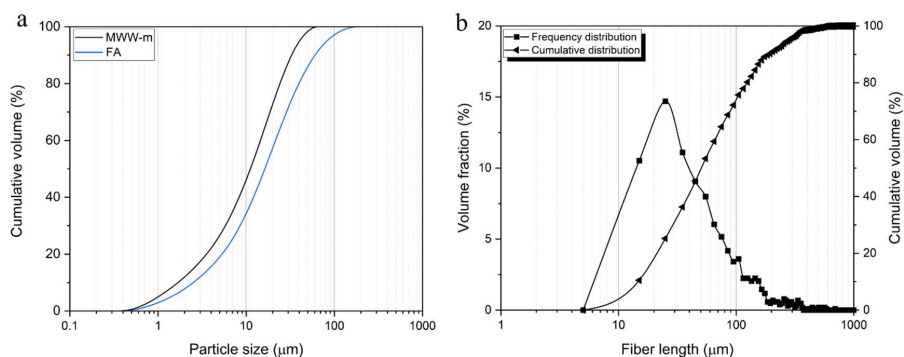 a
MWW-m
FA
Cumulative volume (%)
100
80
60
40
20
0
0.1
1
10
100
1000
Particle size (μm)
b
Frequency distribution
Cumulative distribution
Volume fraction (%)
20
15
10
5
0
Cumulative volume (%)
100
80
60
40
20
0
1
10
100
1000
Fiber length (μm)